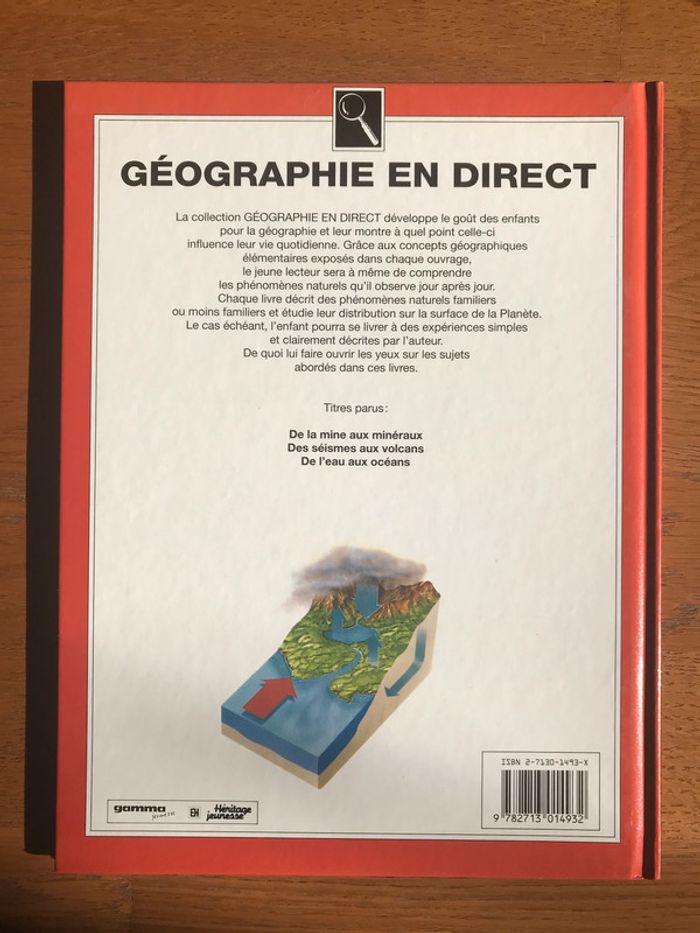 GÉOGRAPHIE EN DIRECT
La collection GÉOGRAPHIE EN DIRECT développe le goût des enfants
pour la géographie et leur montre à quel point celle-ci
influence leur vie quotidienne. Grâce aux concepts géographiques
élémentaires exposés dans chaque ouvrage,
le jeune lecteur sera à même de comprendre
les phénomènes naturels qu'il observe jour après jour.
Chaque livre décrit des phénomènes naturels familiers
ou moins familiers et étudie leur distribution sur la surface de la Planète.
Le cas échéant, l'enfant pourra se livrer à des expériences simples
et clairement décrites par l'auteur.
De quoi lui faire ouvrir les yeux sur les sujets
abordés dans ces livres.
Titres parus :
De la mine aux minéraux
Des séismes aux volcans
De l'eau aux océans
ISBN 2-7130-1493-X
9 782713 014932
gamma
jeunesse
EH
Héritage
jeunesse